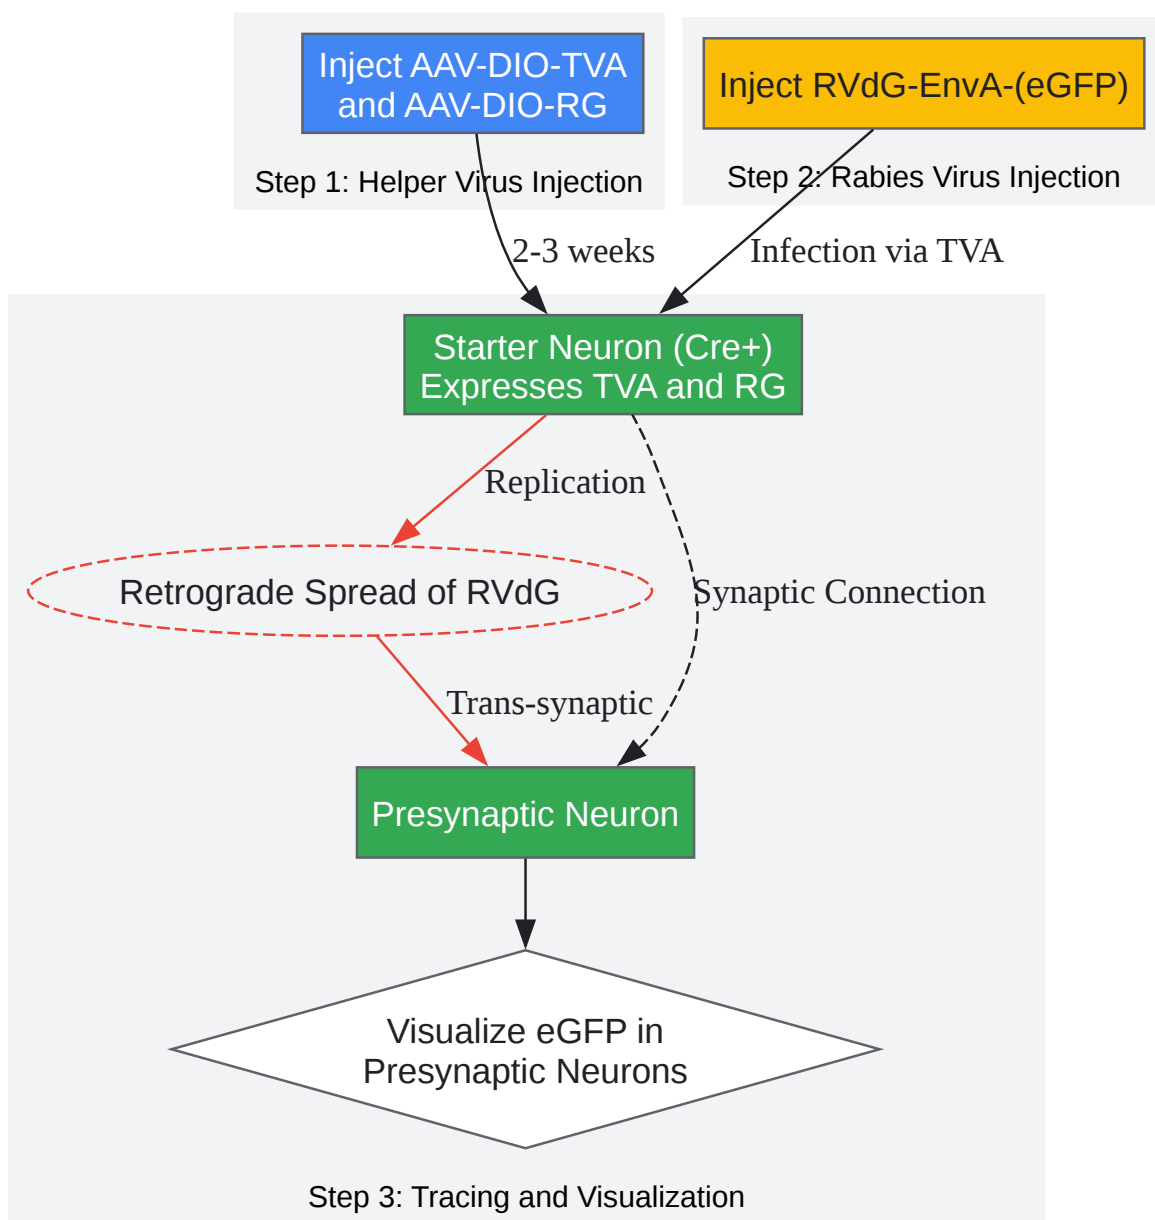 Inject AAV-DIO-TVA
and AAV-DIO-RG
Step 1: Helper Virus Injection
Inject RVdG-EnvA-(eGFP)
Step 2: Rabies Virus Injection
2-3 weeks
Infection via TVA
Starter Neuron (Cre+)
Expresses TVA and RG
Replication
Retrograde Spread of RVdG
Synaptic Connection
Trans-synaptic
Presynaptic Neuron
Visualize eGFP in
Presynaptic Neurons
Step 3: Tracing and Visualization